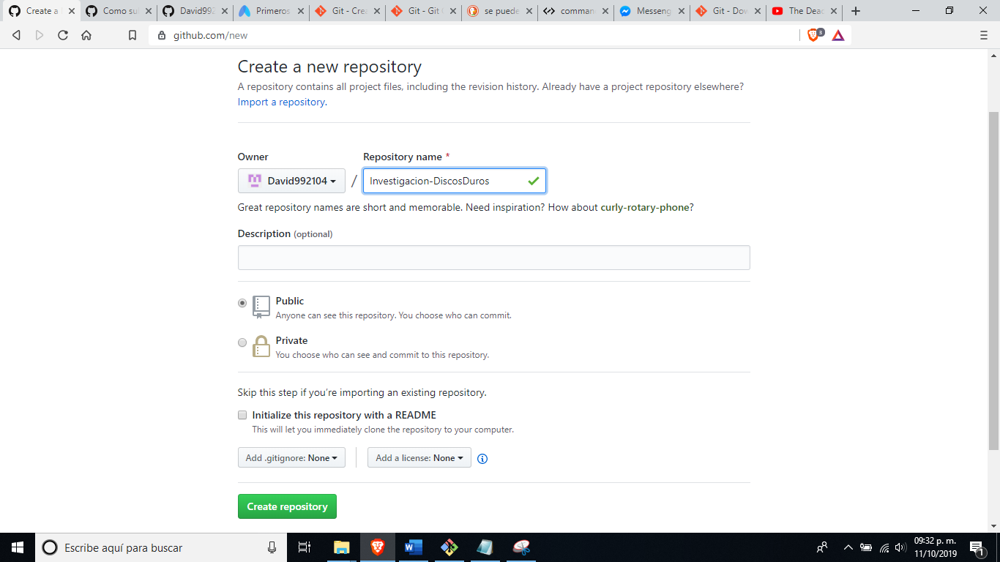 Create a
Como sul
David992
Primeros
Git - Crea
Git - Git
se puede
comman
Messeng
Git - Dow
The Dead
github.com/new
3
Create a new repository
A repository contains all project files, including the revision history. Already have a project repository elsewhere?
Import a repository.
Owner
Repository name *
David992104 / Investigacion-DiscosDuros
Great repository names are short and memorable. Need inspiration? How about curly-rotary-phone?
Description (optional)
Public
Anyone can see this repository. You choose who can commit.
Private
You choose who can see and commit to this repository.
Skip this step if you're importing an existing repository.
Initialize this repository with a README
This will let you immediately clone the repository to your computer.
Add .gitignore: None
Add a license: None
Create repository
Escribe aquí para buscar
09:32 p. m.
11/10/2019
1